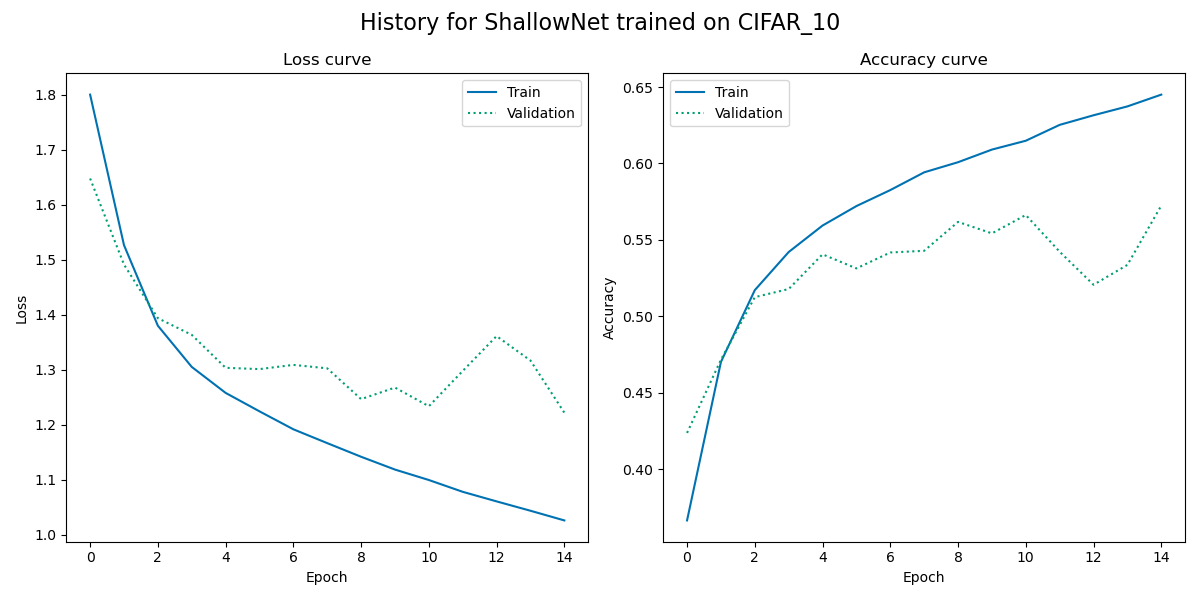 History for ShallowNet trained on CIFAR_10
Loss curve
Train
Validation
1.8
1.7
1.6
1.5
1.4
1.3
1.2
1.1
1.0
Loss
0 2 4 6 8 10 12 14
Epoch
Accuracy curve
Train
Validation
0.65
0.60
0.55
0.50
0.45
0.40
Accuracy
0 2 4 6 8 10 12 14
Epoch